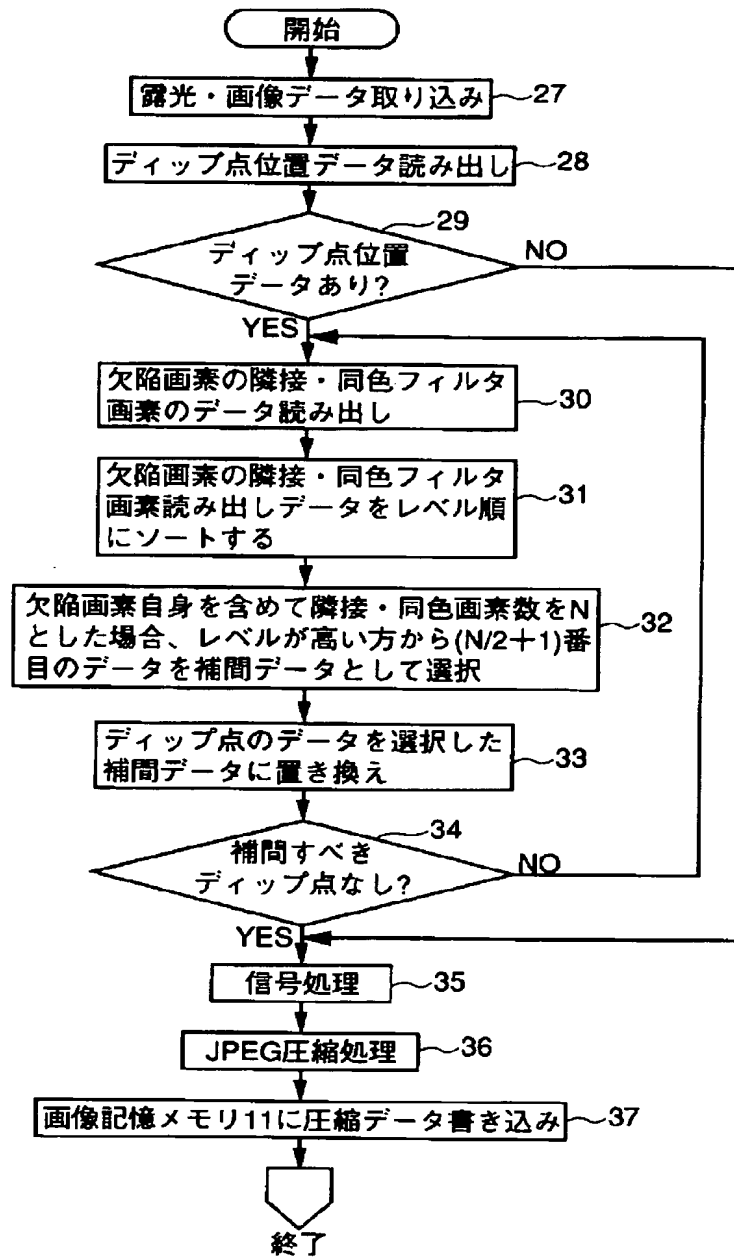 開始
露光・画像データ取り込み 27
ディップ点位置データ読み出し 28
29
ディップ点位置
データあり?
NO
YES
欠陥画素の隣接・同色フィルタ
画素のデータ読み出し
30
欠陥画素の隣接・同色フィルタ
画素読み出しデータをレベル順
にソートする
31
欠陥画素自身を含めて隣接・同色画素数をN
とした場合、レベルが高い方から(N/2+1)番
目のデータを補間データとして選択
32
ディップ点のデータを選択した
補間データに置き換え
33
34
補間すべき
ディップ点なし?
NO
YES
信号処理 35
JPEG圧縮処理 36
画像記憶メモリ11に圧縮データ書き込み 37
終了